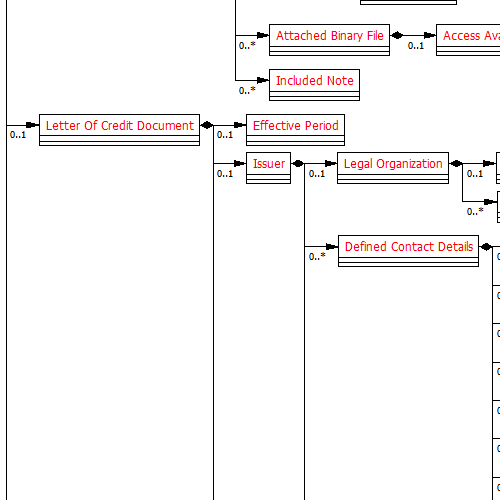 Attached Binary File
Access Ava
0..*
0..1
Included Note
0..*
Letter Of Credit Document
Effective Period
0..1
0..1
Issuer
Legal Organization
0..1
0..1
0..1
0..*
Defined Contact Details
0..*